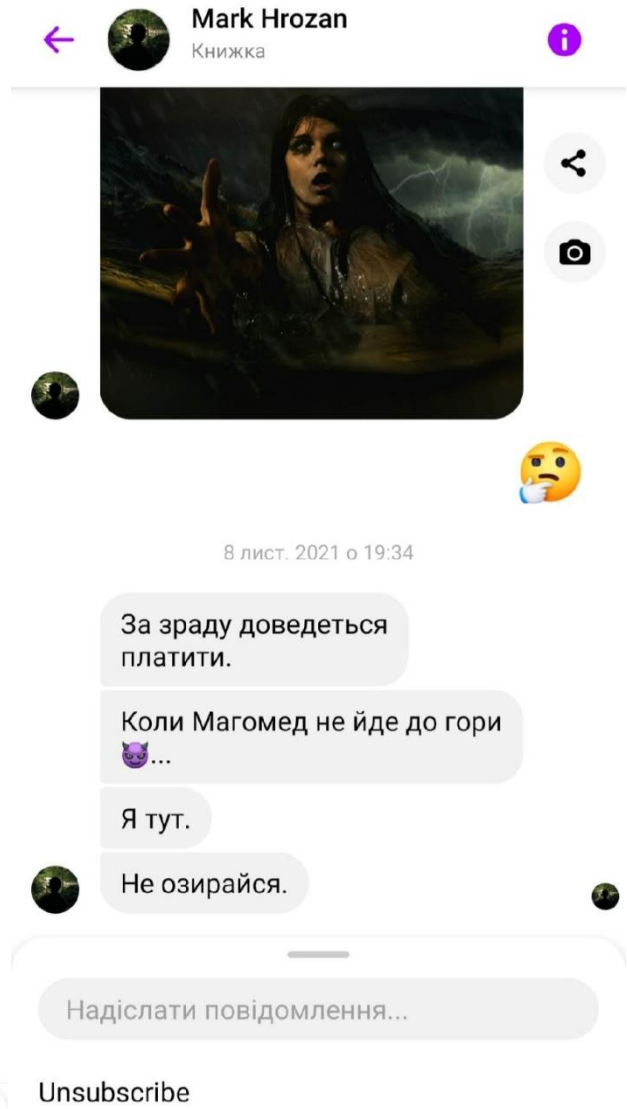 Mark Hrozan
Книжка
8 лист. 2021 о 19:34
За зраду доведеться
платити.
Коли Магомед не йде до гори
😈...
Я тут.
Не озирайся.
Надіслати повідомлення...
Unsubscribe